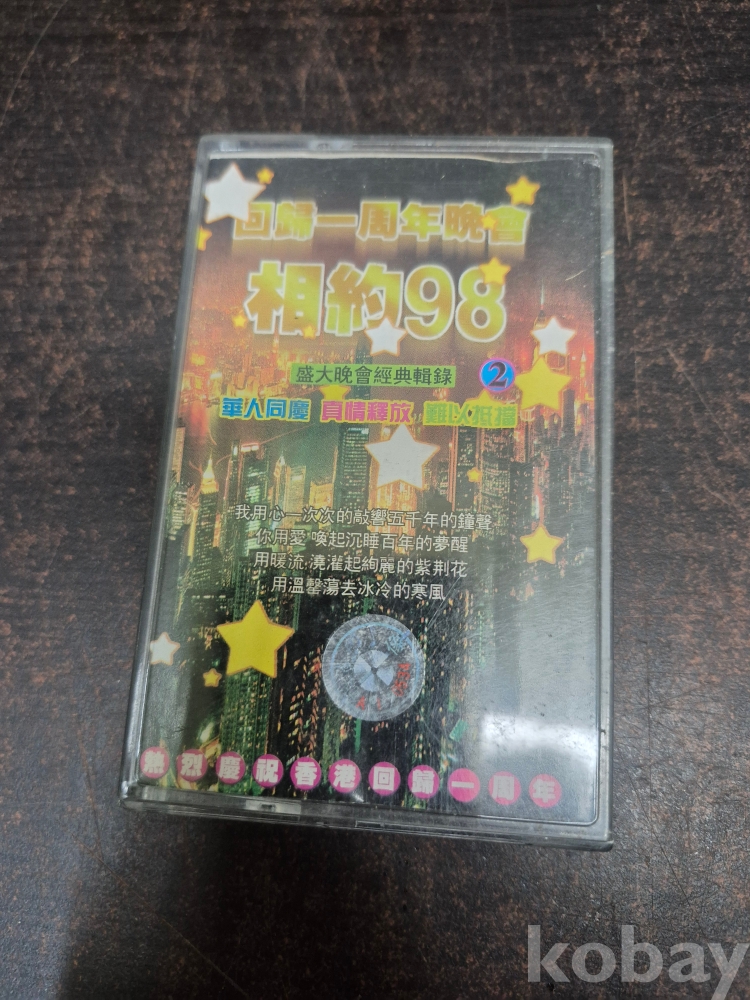 回歸一周年晚會
相約98
盛大晚會經典輯錄 2
華人同慶 真情釋放 難以抵擋
我用心一次次的敲響五千年的鐘聲
你用愛 喚起沉睡百年的夢醒
用暖流,澆灌起絢麗的紫荆花
用溫馨蕩去冰冷的寒風
熱烈慶祝香港回歸一周年
kobay